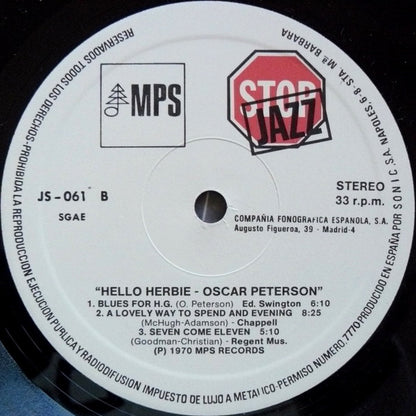 MPS
STOP
JAZZ
JS-061 B
SGAE
STEREO
33 r.p.m.
COMPAÑIA FONOGRAFICA ESPAÑOLA, S.A.
Augusto Figueroa, 39 - Madrid-4
"HELLO HERBIE - OSCAR PETERSON"
1. BLUES FOR H.G. (O. Peterson) Ed. Swington 6:10
2. A LOVELY WAY TO SPEND AND EVENING 8:25
(McHugh-Adamson) - Chappell
3. SEVEN COME ELEVEN 5:10
(Goodman-Christian) - Regent Mus.
(P) 1970 MPS RECORDS
RESERVADOS TODOS LOS DERECHOS-PROHIBIDA LA REPRODUCCION EJECUCION PUBLICA Y RADIODIFUSION IMPUESTO DE LUJO A METALICO-PERMISO NUMERO, 7770 PRODUCIDO EN ESPAÑA POR SONIC, S.A. NAPOLES, 6-8-STA. Mª BARBARA